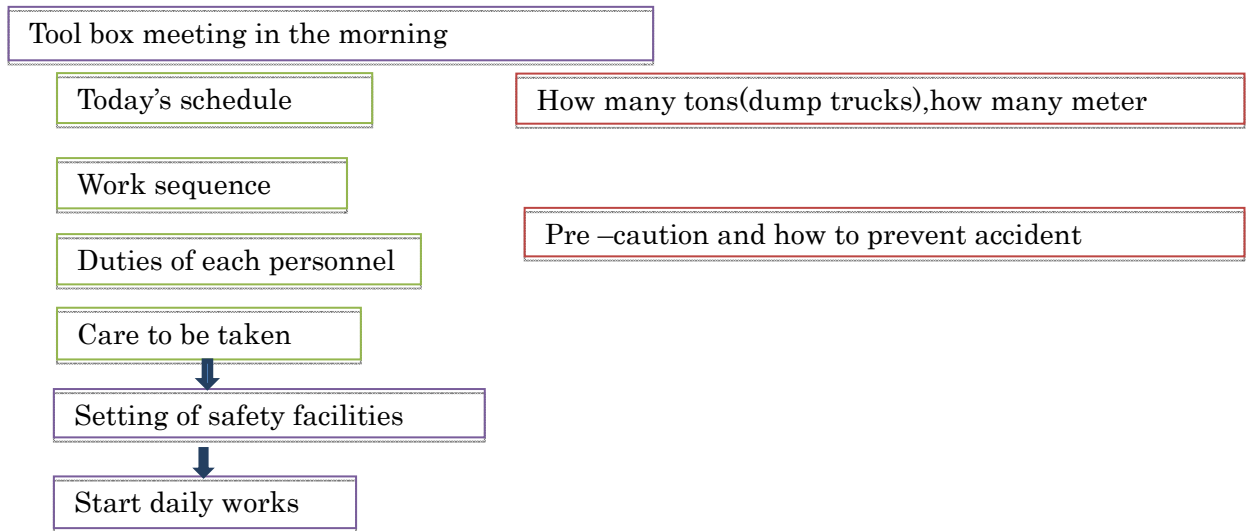 Tool box meeting in the morning
Today’s schedule
How many tons(dump trucks),how many meter
Work sequence
Pre –caution and how to prevent accident
Duties of each personnel
Care to be taken
Setting of safety facilities
Start daily works